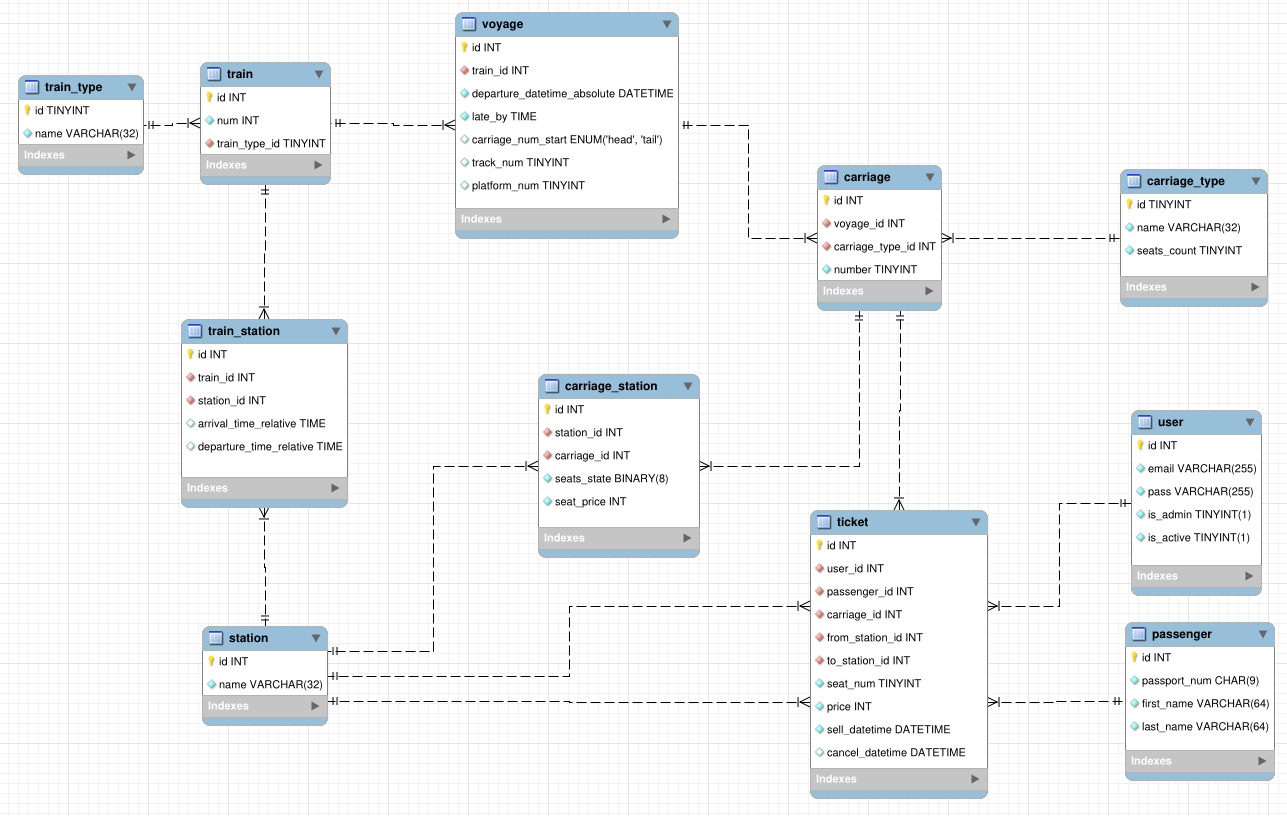 voyage
id INT
train_id INT
departure_datetime_absolute DATETIME
late_by TIME
carriage_num_start ENUM('head', 'tail')
track_num TINYINT
platform_num TINYINT
Indexes
train
id INT
num INT
train_type_id TINYINT
Indexes
train_type
id TINYINT
name VARCHAR(32)
Indexes
carriage
id INT
voyage_id INT
carriage_type_id INT
number TINYINT
Indexes
carriage_type
id TINYINT
name VARCHAR(32)
seats_count TINYINT
Indexes
train_station
id INT
train_id INT
station_id INT
arrival_time_relative TIME
departure_time_relative TIME
Indexes
carriage_station
id INT
station_id INT
carriage_id INT
seats_state BINARY(8)
seat_price INT
Indexes
user
id INT
email VARCHAR(255)
pass VARCHAR(255)
is_admin TINYINT(1)
is_active TINYINT(1)
Indexes
ticket
id INT
user_id INT
passenger_id INT
carriage_id INT
from_station_id INT
to_station_id INT
seat_num TINYINT
price INT
sell_datetime DATETIME
cancel_datetime DATETIME
Indexes
station
id INT
name VARCHAR(32)
Indexes
passenger
id INT
passport_num CHAR(9)
first_name VARCHAR(64)
last_name VARCHAR(64)
Indexes